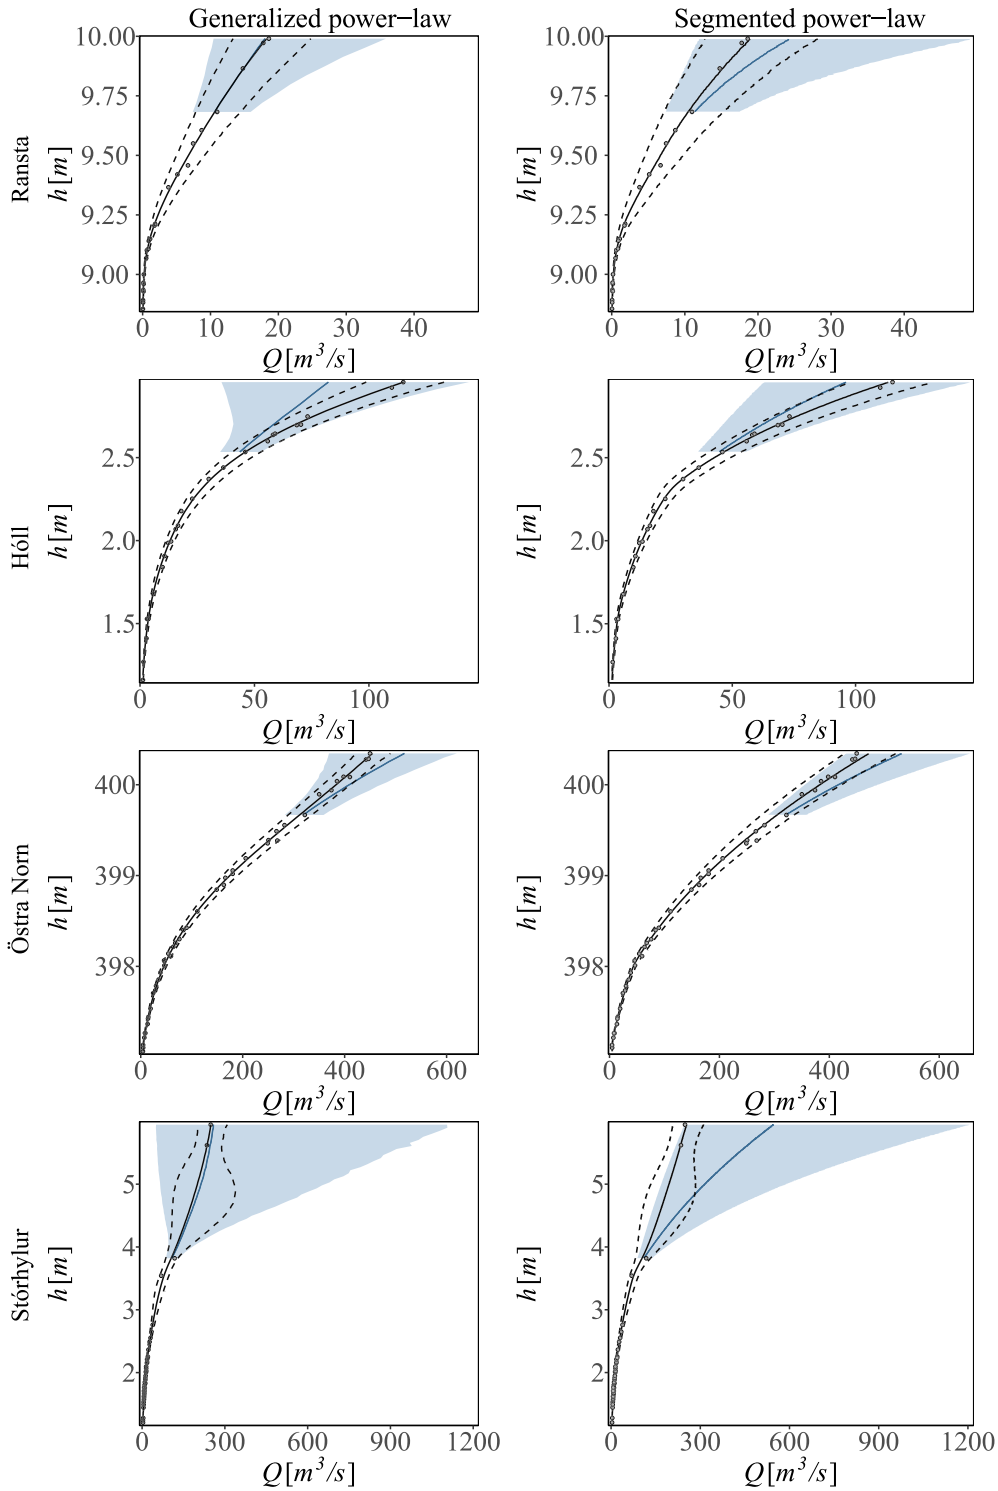 Generalized power−law
Segmented power−law
Ransta
h[m]
10.00
9.75
9.50
9.25
9.00
0 10 20 30 40
Q[m³/s]
h[m]
10.00
9.75
9.50
9.25
9.00
0 10 20 30 40
Q[m³/s]
Hóll
h[m]
2.5
2.0
1.5
0 50 100
Q[m³/s]
h[m]
2.5
2.0
1.5
0 50 100
Q[m³/s]
Östra Norn
h[m]
400
399
398
0 200 400 600
Q[m³/s]
h[m]
400
399
398
0 200 400 600
Q[m³/s]
Stórhylur
h[m]
5
4
3
2
0 300 600 900 1200
Q[m³/s]
h[m]
5
4
3
2
0 300 600 900 1200
Q[m³/s]